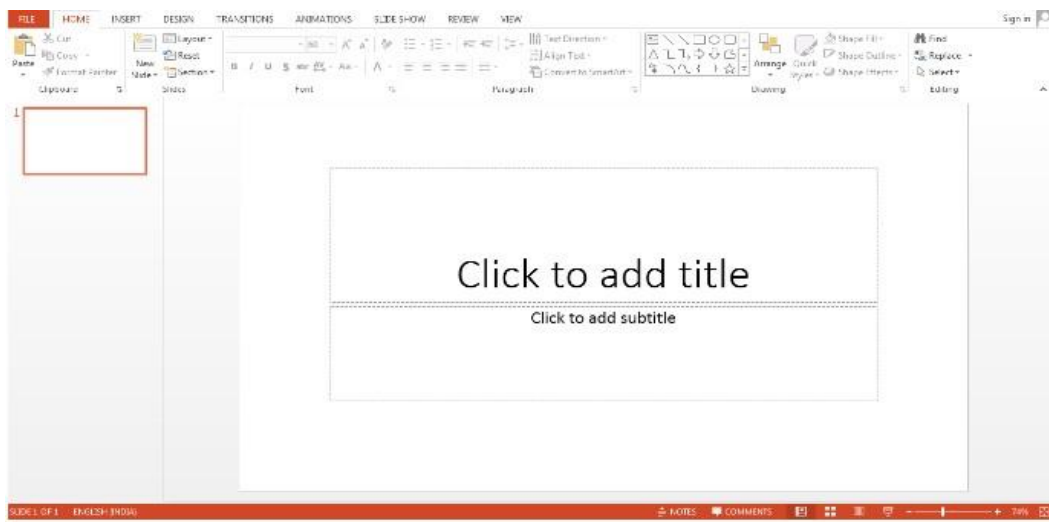 FILE HOME INSERT DESIGN TRANSITIONS ANIMATIONS SLIDE SHOW REVIEW VIEW Sign in
Cut
Copy
Format Painter
Paste
New
Slide
Layout
Reset
Section
Text Direction
Align Text
Convert to SmartArt
Arrange
Quick
Styles
Shape Fill
Shape Outline
Shape Effects
Find
Replace
Select
Clipboard Slides Font Paragraph Drawing Editing
1
Click to add title
Click to add subtitle
SLIDE 1 OF 1 ENGLISH (INDIA) NOTES COMMENTS 74%